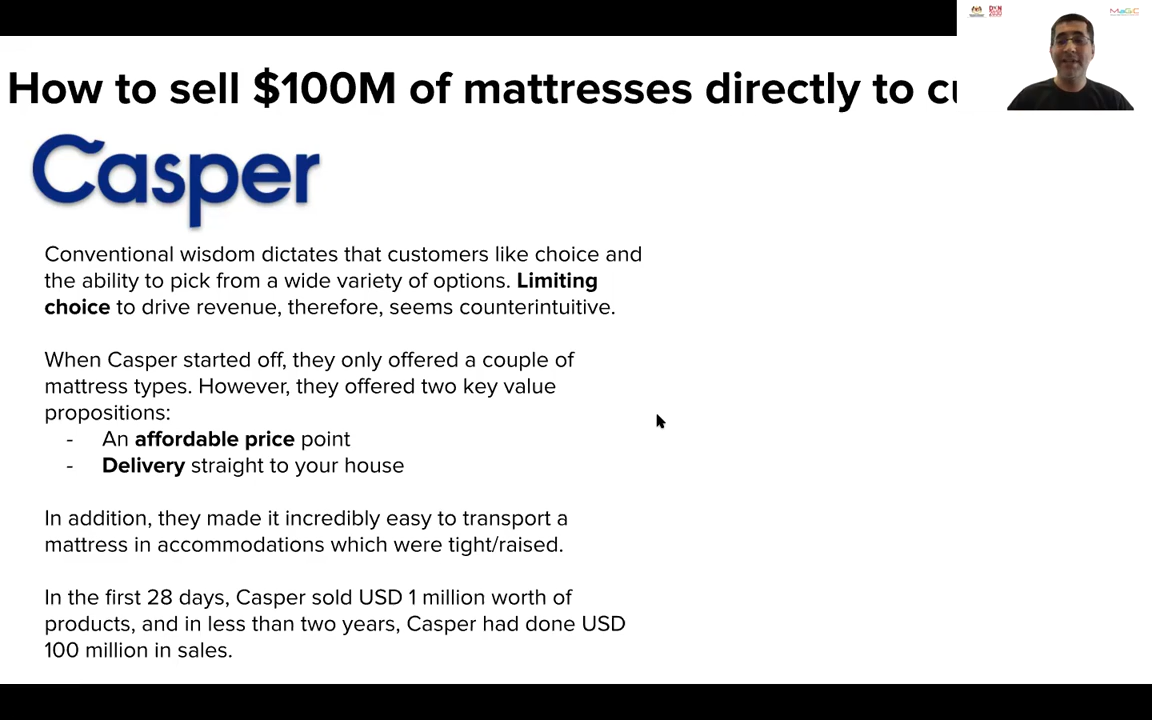 How to sell $100M of mattresses directly to cu
Casper
Conventional wisdom dictates that customers like choice and
the ability to pick from a wide variety of options. Limiting
choice to drive revenue, therefore, seems counterintuitive.
When Casper started off, they only offered a couple of
mattress types. However, they offered two key value
propositions:
- An affordable price point
- Delivery straight to your house
In addition, they made it incredibly easy to transport a
mattress in accommodations which were tight/raised.
In the first 28 days, Casper sold USD 1 million worth of
products, and in less than two years, Casper had done USD
100 million in sales.
MaGIC